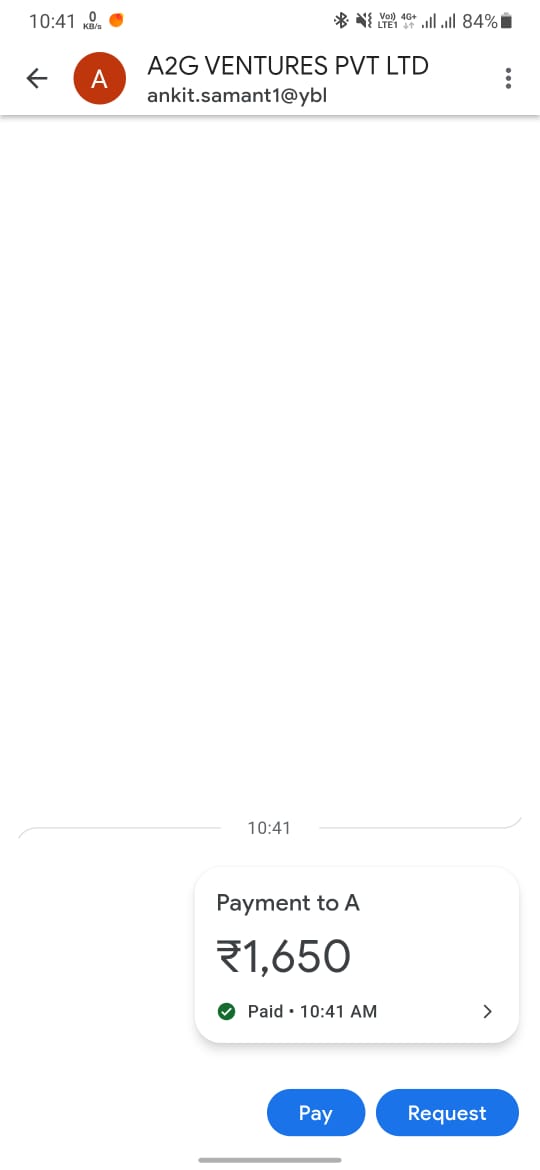 10:41 0 KB/s Vo)) LTE1 4G+ 84%
A
A2G VENTURES PVT LTD
ankit.samant1@ybl
10:41
Payment to A
₹1,650
Paid • 10:41 AM
Pay
Request